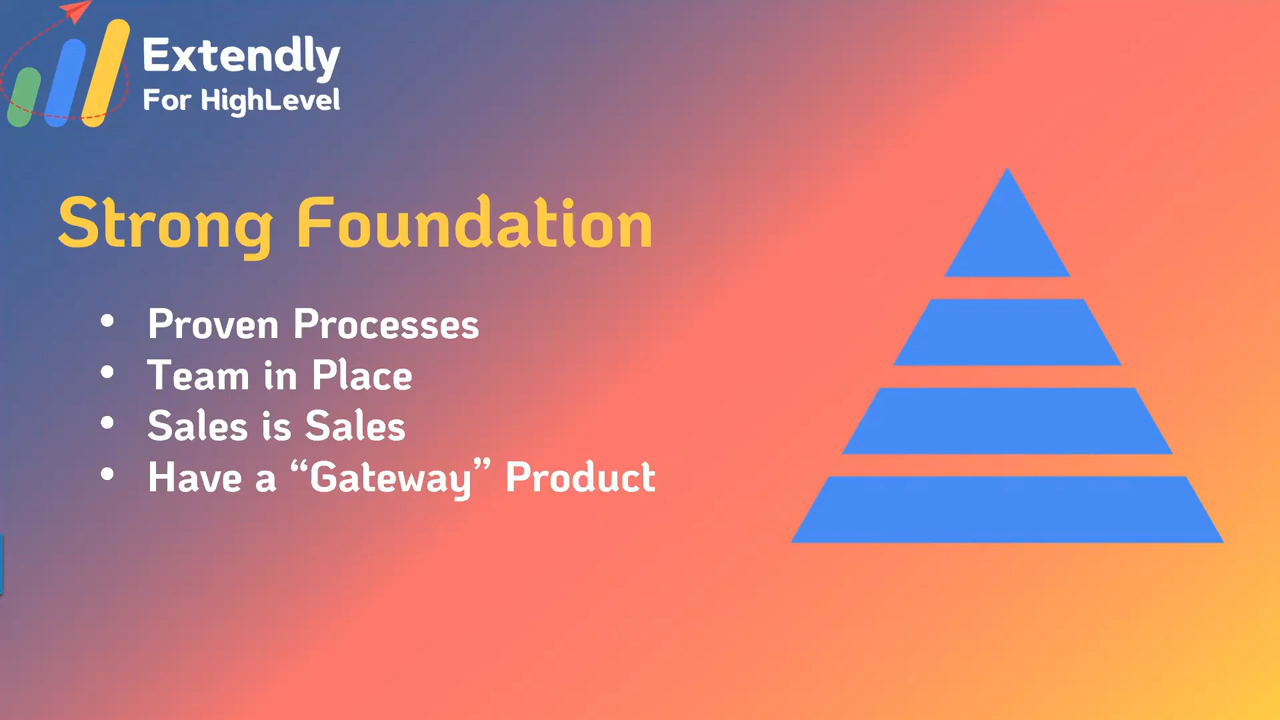 Extendly
For HighLevel
Strong Foundation
• Proven Processes
• Team in Place
• Sales is Sales
• Have a “Gateway” Product